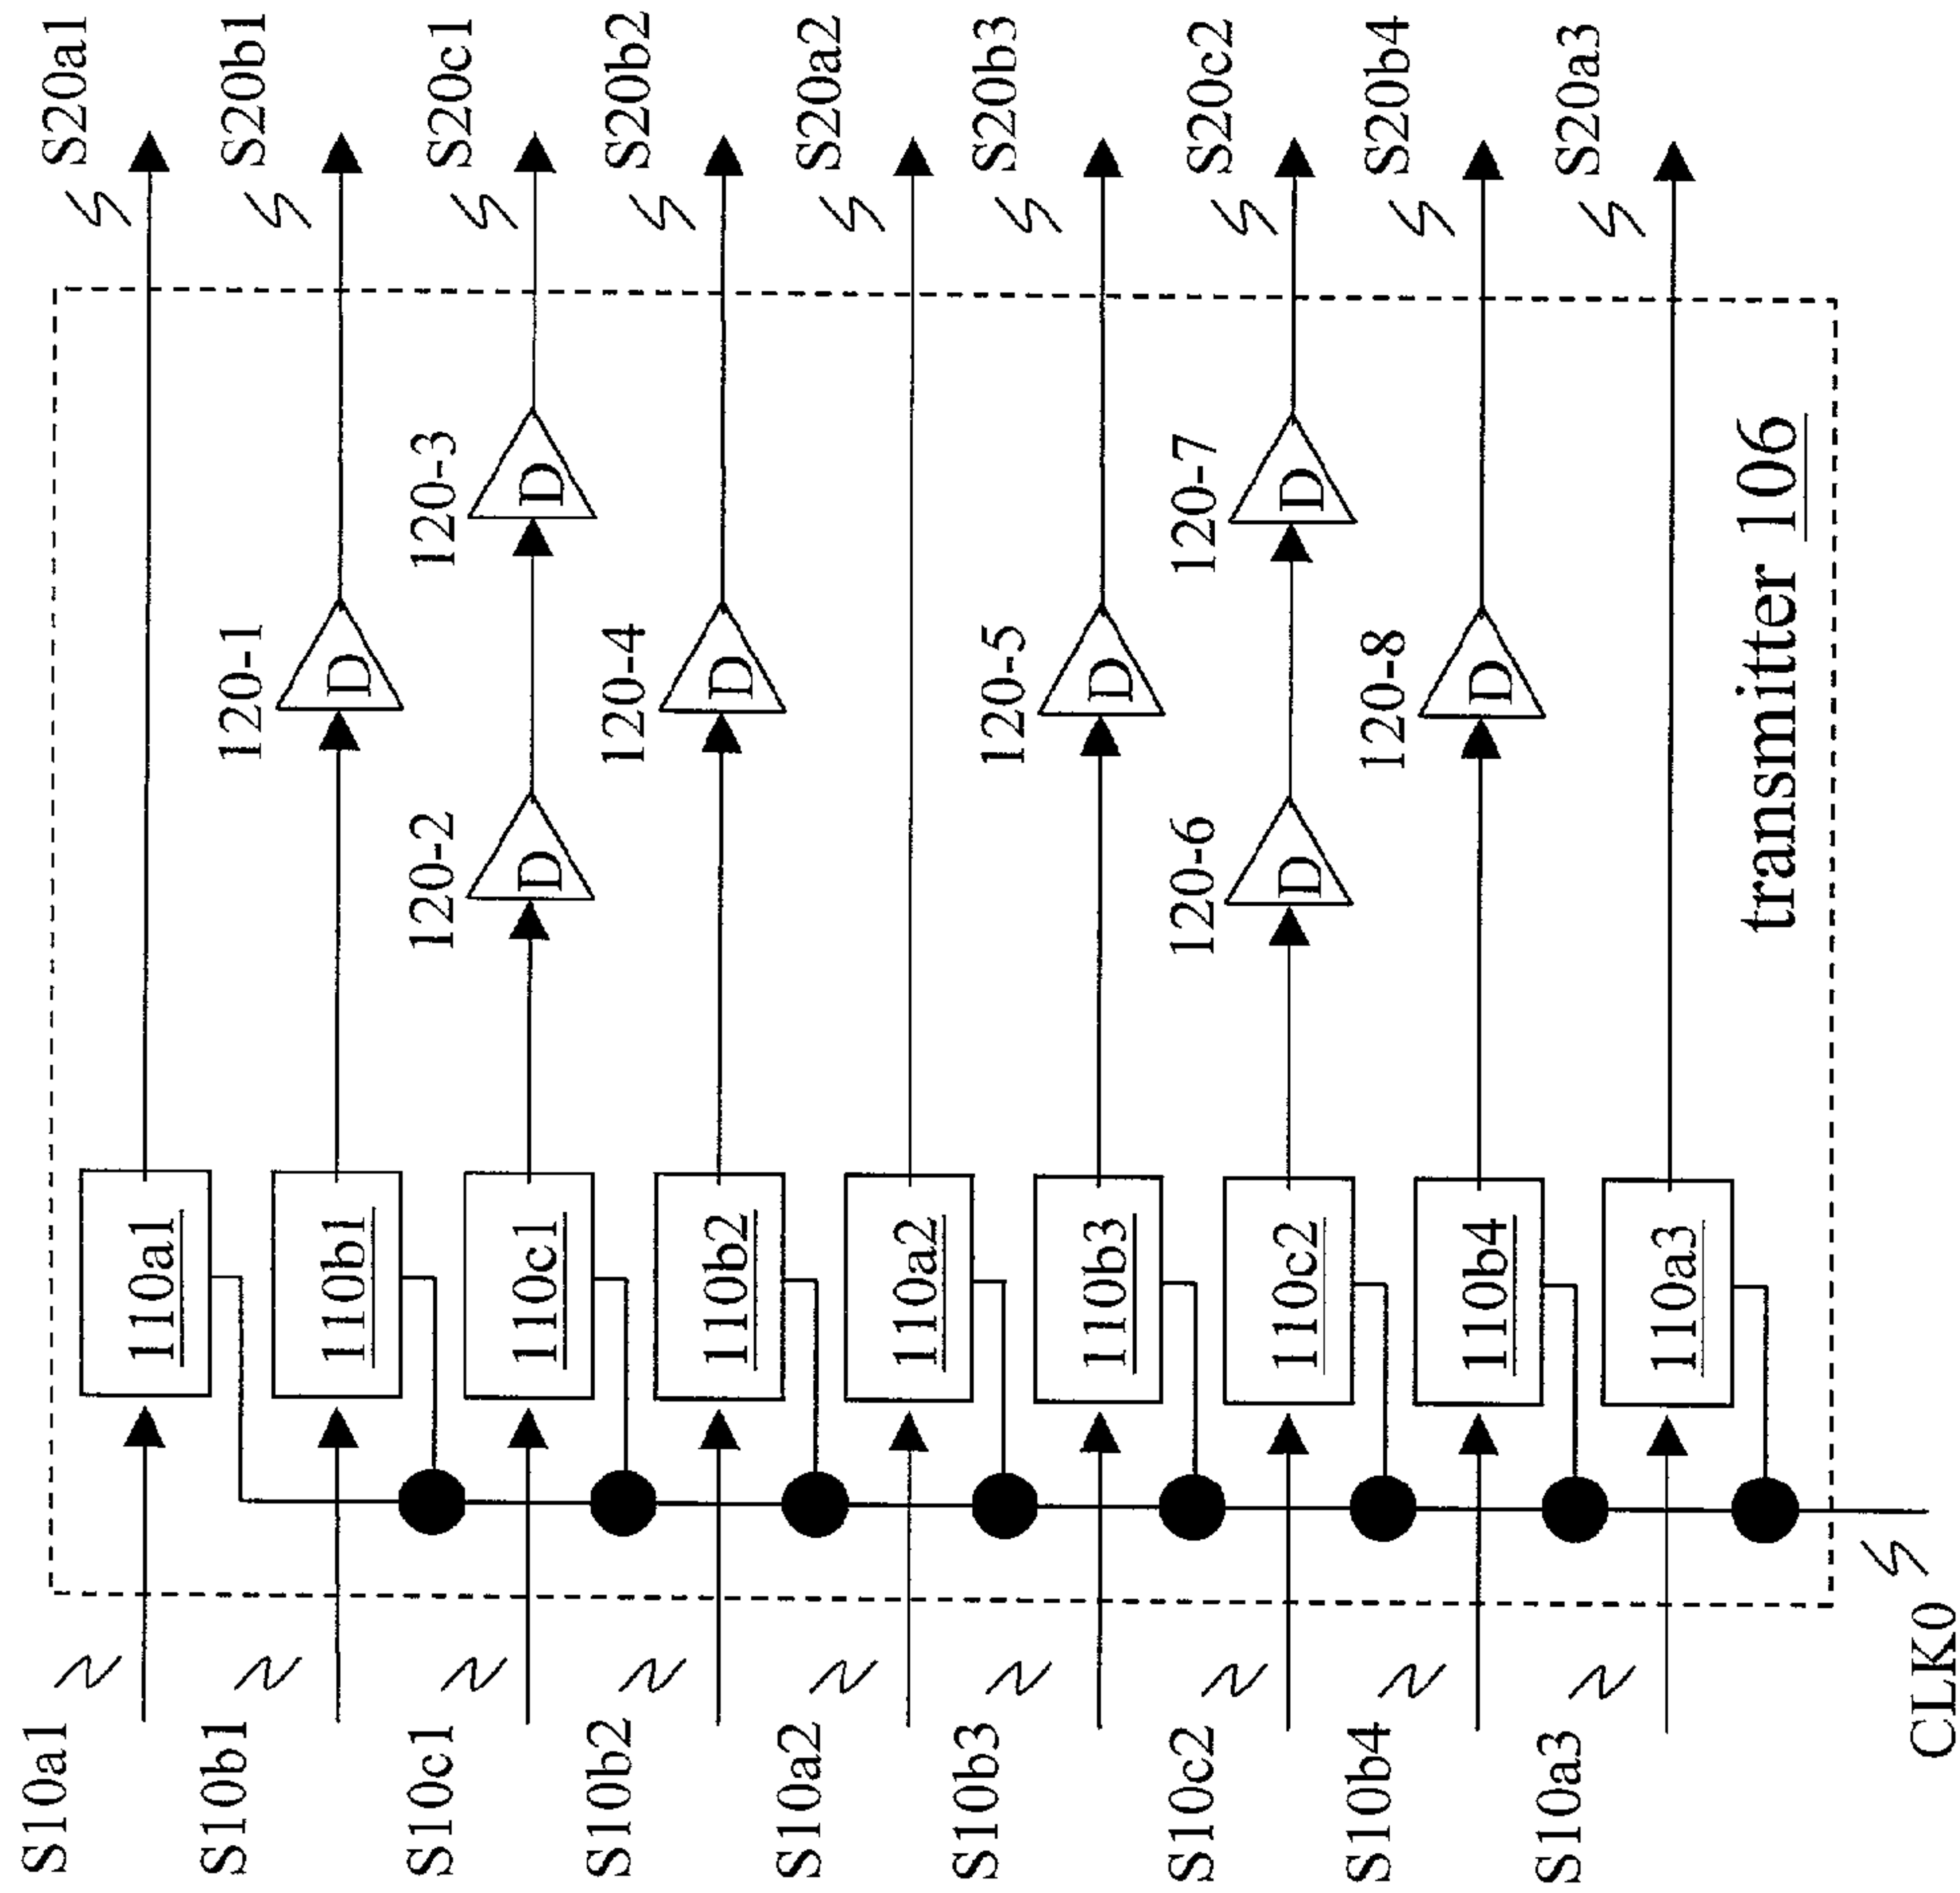 S10a1
110a1
S20a1
S10b1
110b1
120-1
D
S20b1
S10c1
110c1
120-2
D
120-3
D
S20c1
S10b2
110b2
120-4
D
S20b2
S10a2
110a2
S20a2
S10b3
110b3
120-5
D
S20b3
S10c2
110c2
120-6
D
120-7
D
S20c2
S10b4
110b4
120-8
D
S20b4
S10a3
110a3
S20a3
transmitter 106
CLK0